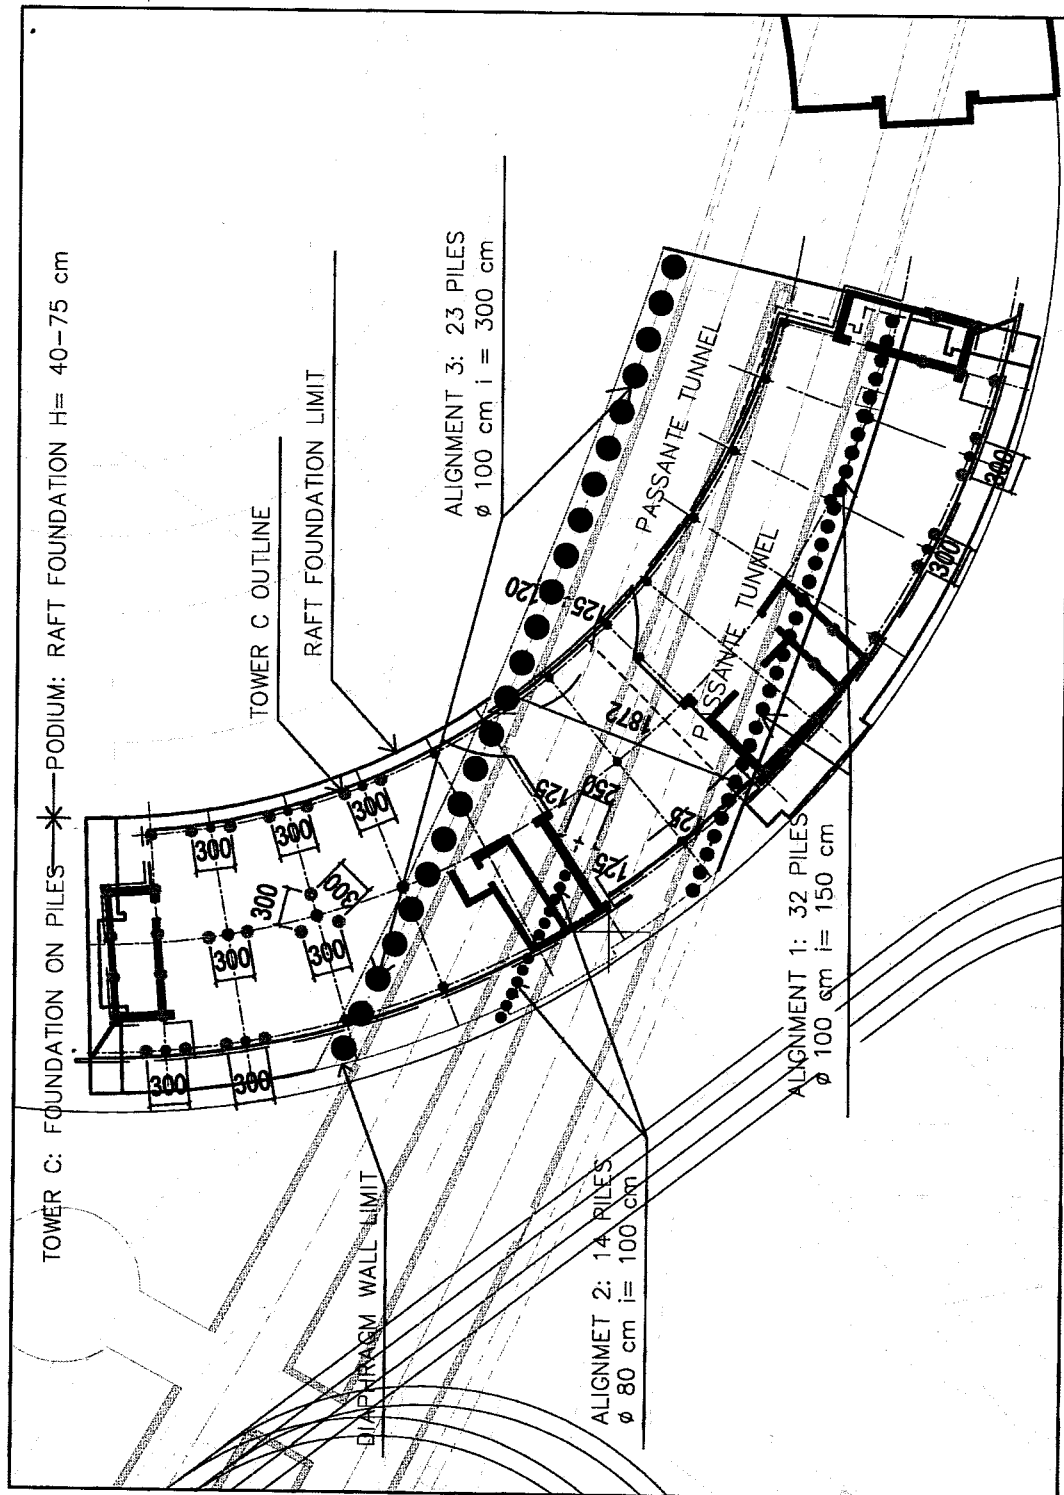 TOWER C: FOUNDATION ON PILES
PODIUM: RAFT FOUNDATION H= 40-75 cm
TOWER C OUTLINE
RAFT FOUNDATION LIMIT
ALIGNMENT 3: 23 PILES
ø 100 cm i = 300 cm
PASSANTE TUNNEL
PASSANTE TUNNEL
DIAPHRAGM WALL LIMIT
ALIGNMET 2: 14 PILES
ø 80 cm i= 100 cm
ALIGNMENT 1: 32 PILES
ø 100 cm i= 150 cm
300
300
300
300
300
300
300
300
300
120
125
1872
125
250
125
125
300
300